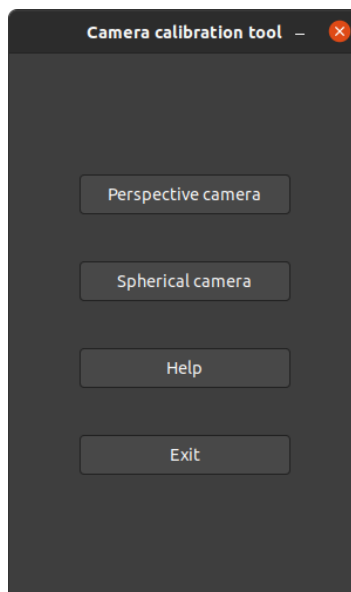 Camera calibration tool
Perspective camera
Spherical camera
Help
Exit